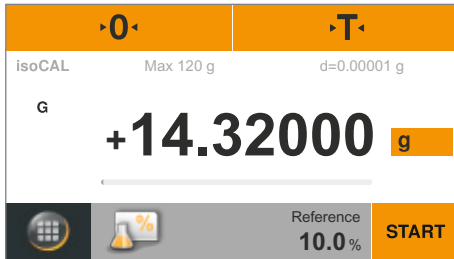 0 T
isoCAL Max 120 g d=0.00001 g
G
+14.32000 g
%
Reference
10.0 % START